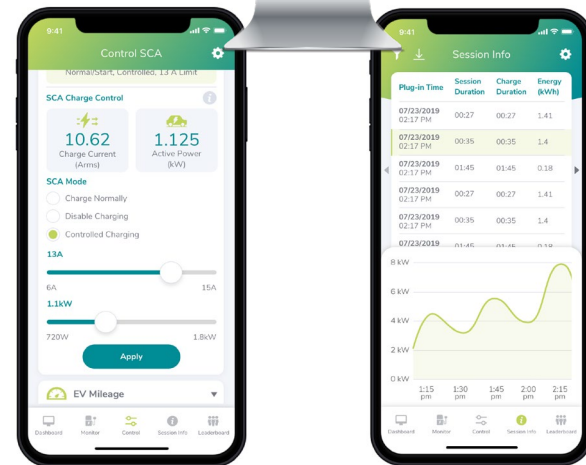 9:41
Control SCA
Normal/Start, Controlled, 13 A Limit
SCA Charge Control
10.62
Charge Current
(Arms)
1.125
Active Power
(kW)
SCA Mode
Charge Normally
Disable Charging
Controlled Charging
13A
6A 15A
1.1kW
720W 1.8kW
Apply
EV Mileage
Dashboard Monitor Control Session Info Leaderboard
9:41
Session Info
Plug-in Time Session Duration Charge Duration Energy (kWh)
07/23/2019
02:17 PM 00:27 00:27 1.41
07/23/2019
02:17 PM 00:35 00:35 1.4
07/23/2019
02:17 PM 01:45 01:45 0.18
07/23/2019
02:17 PM 00:27 00:27 1.41
07/23/2019
02:17 PM 00:35 00:35 1.4
07/23/2019 01:45 01:45 0.18
8 kW
6 kW
4 kW
2 kW
0 kW
1:15 pm 1:30 pm 1:45 pm 2:00 pm 2:15 pm
Dashboard Monitor Control Session Info Leaderboard